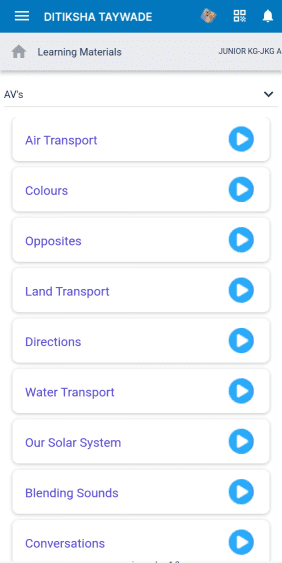 DITIKSHA TAYWADE
Learning Materials
JUNIOR KG-JKG A
AV's
Air Transport
Colours
Opposites
Land Transport
Directions
Water Transport
Our Solar System
Blending Sounds
Conversations